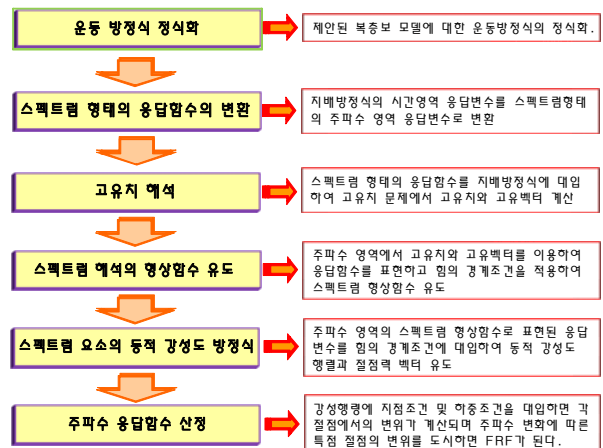 운동 방정식 정식화
제안된 복층보 모델에 대한 운동방정식의 정식화.
스펙트럼 형태의 응답함수의 변환
지배방정식의 시간영역 응답변수를 스펙트럼형태
의 주파수 영역 응답변수로 변환
고유치 해석
스펙트럼 형태의 응답함수를 지배방정식에 대입
하여 고유치 문제에서 고유치와 고유벡터 계산
스펙트럼 해석의 형상함수 유도
주파수 영역에서 고유치와 고유벡터를 이용하여
응답함수를 표현하고 힘의 경계조건을 적용하여
스펙트럼 형상함수 유도
스펙트럼 요소의 동적 강성도 방정식
주파수 영역의 스펙트럼 형상함수로 표현된 응답
변수를 힘의 경계조건에 대입하여 동적 강성도
행렬과 절점력 벡터 유도
주파수 응답함수 산정
강성행렬에 지점조건 및 하중조건을 대입하면 각
절점에서의 변위가 계산되며 주파수 변화에 따른
특점 절점의 변위를 도시하면 FRF가 된다.